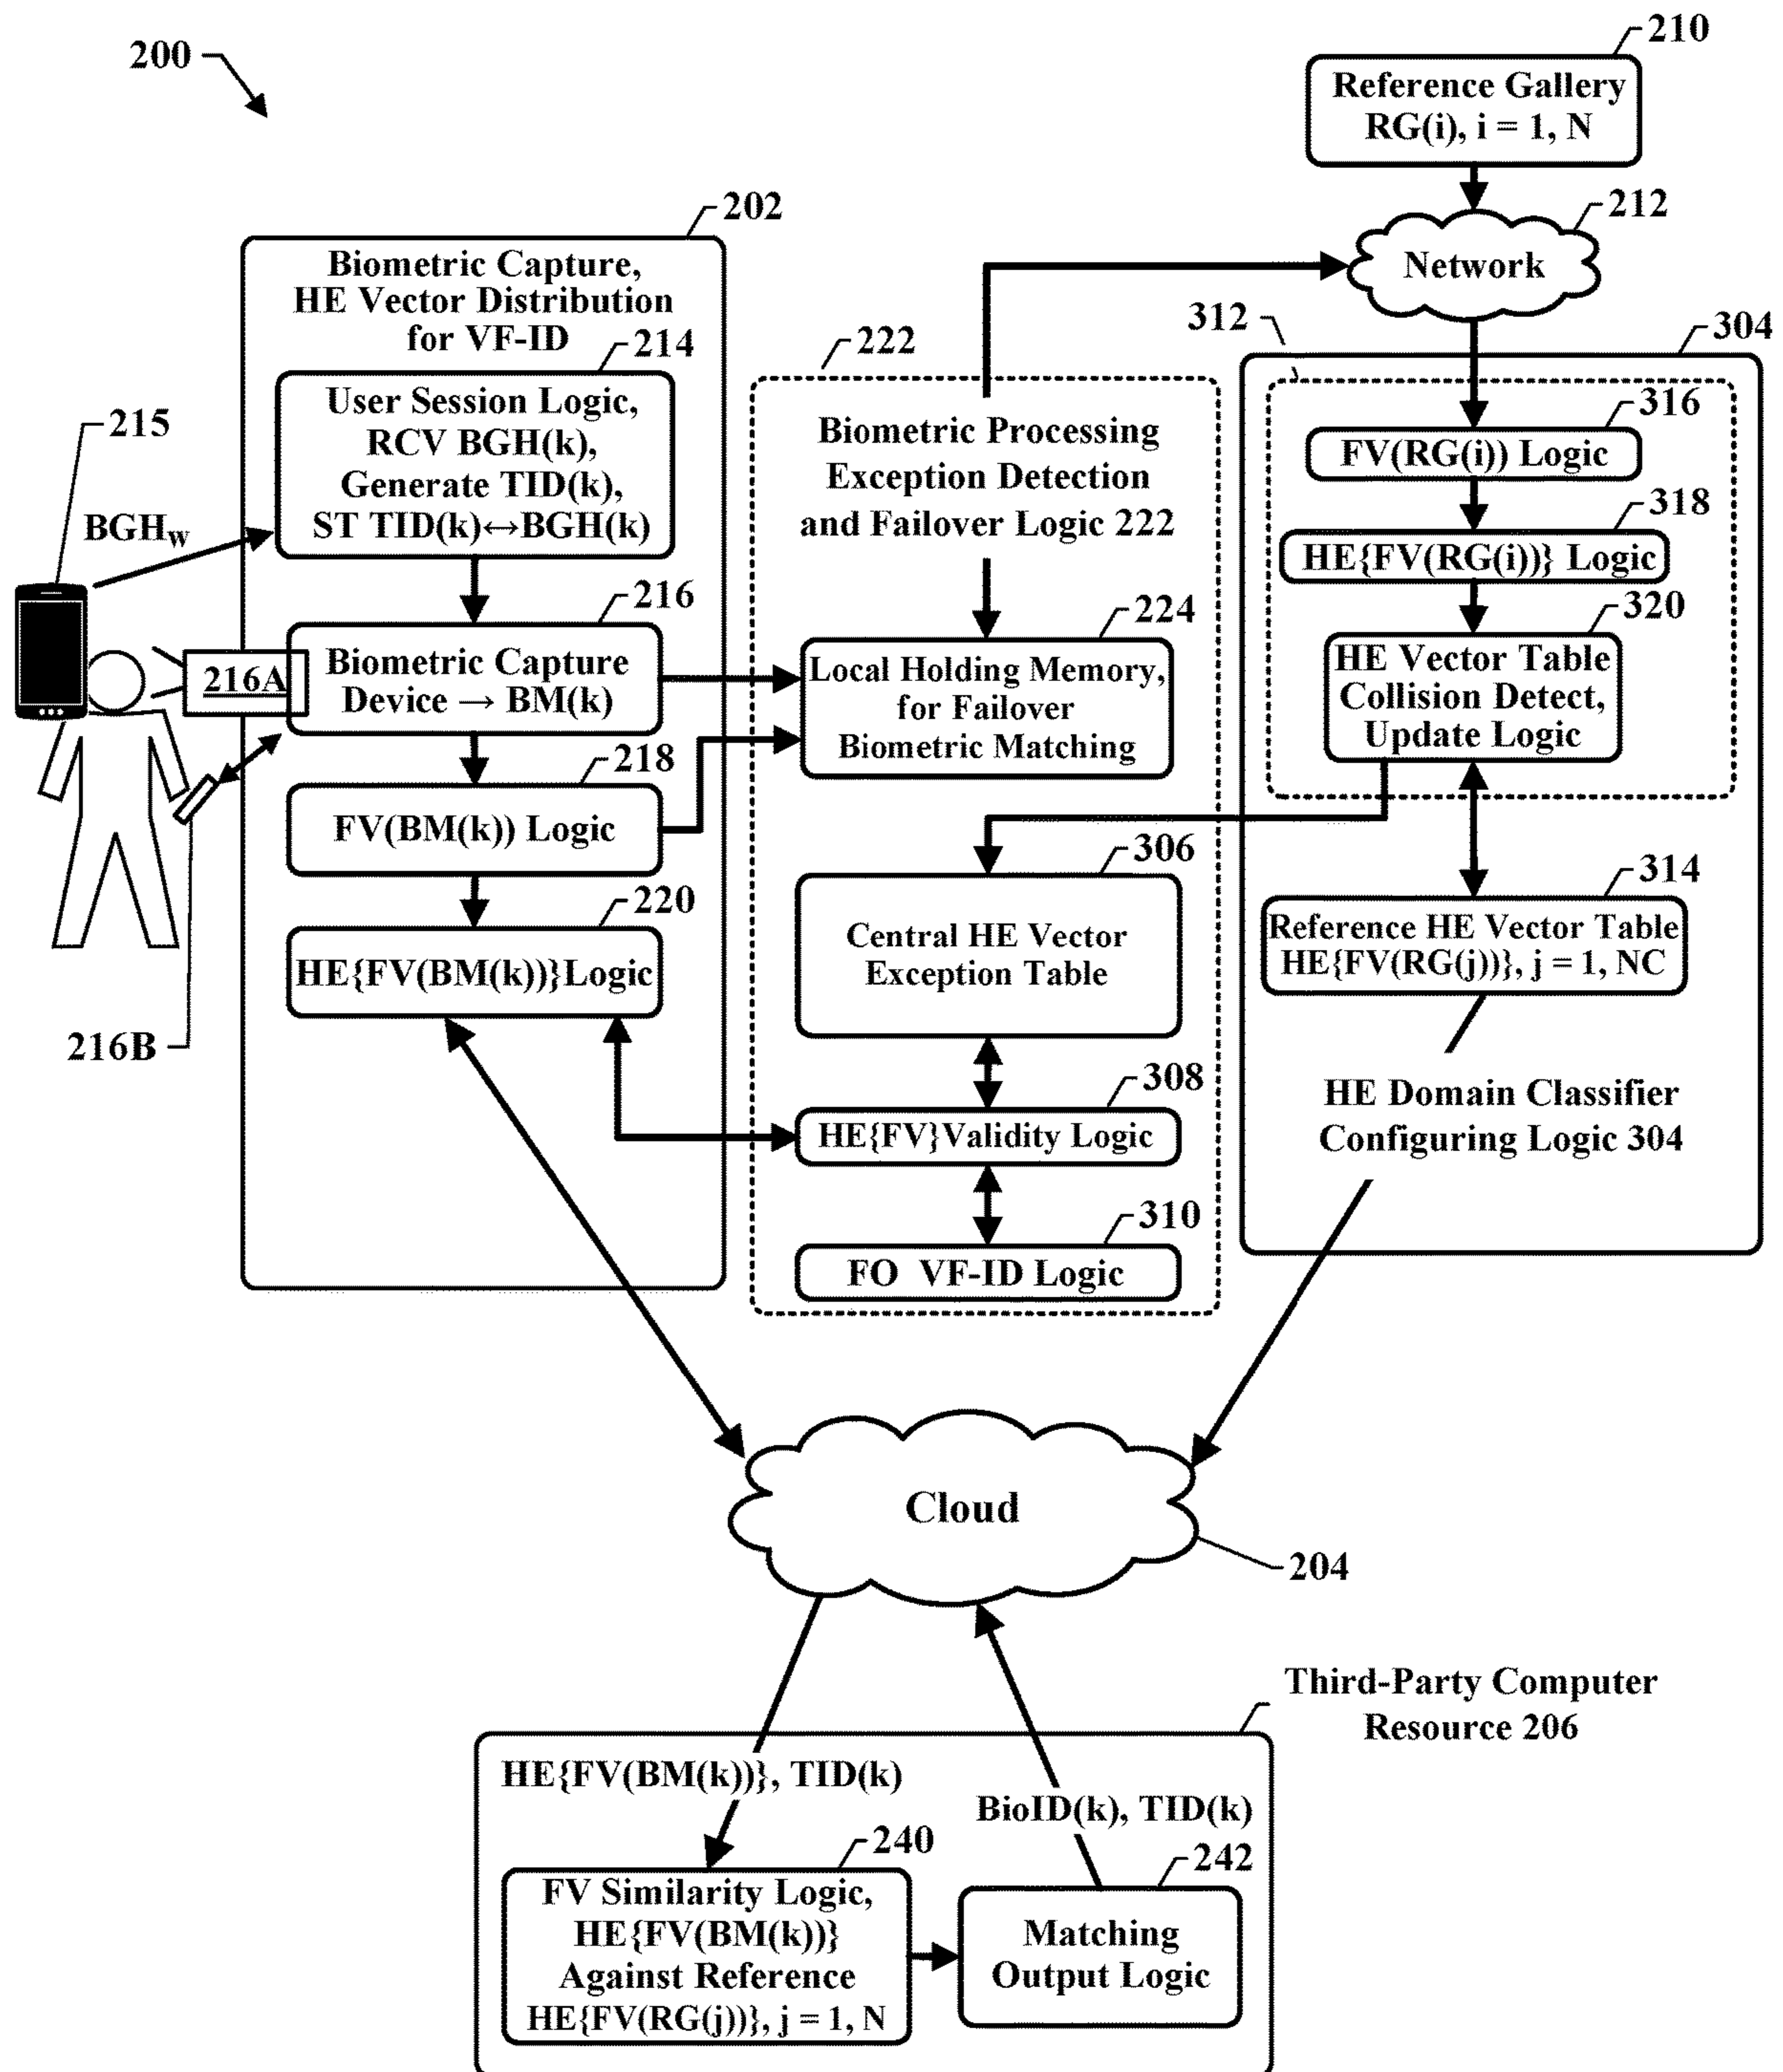 200
210
Reference Gallery
RG(i), i = 1, N
212
Network
202
Biometric Capture,
HE Vector Distribution
for VF-ID
214
User Session Logic,
RCV BGH(k),
Generate TID(k),
ST TID(k)↔BGH(k)
215
BGHw
216
216A
Biometric Capture
Device → BM(k)
218
FV(BM(k)) Logic
220
HE{FV(BM(k))}Logic
216B
222
Biometric Processing
Exception Detection
and Failover Logic 222
224
Local Holding Memory,
for Failover
Biometric Matching
306
Central HE Vector
Exception Table
308
HE{FV}Validity Logic
310
FO VF-ID Logic
312
304
316
FV(RG(i)) Logic
318
HE{FV(RG(i))} Logic
320
HE Vector Table
Collision Detect,
Update Logic
314
Reference HE Vector Table
HE{FV(RG(j))}, j = 1, NC
HE Domain Classifier
Configuring Logic 304
Cloud
204
Third-Party Computer
Resource 206
HE{FV(BM(k))}, TID(k)
BioID(k), TID(k)
240
FV Similarity Logic,
HE{FV(BM(k))}
Against Reference
HE{FV(RG(j))}, j = 1, N
242
Matching
Output Logic